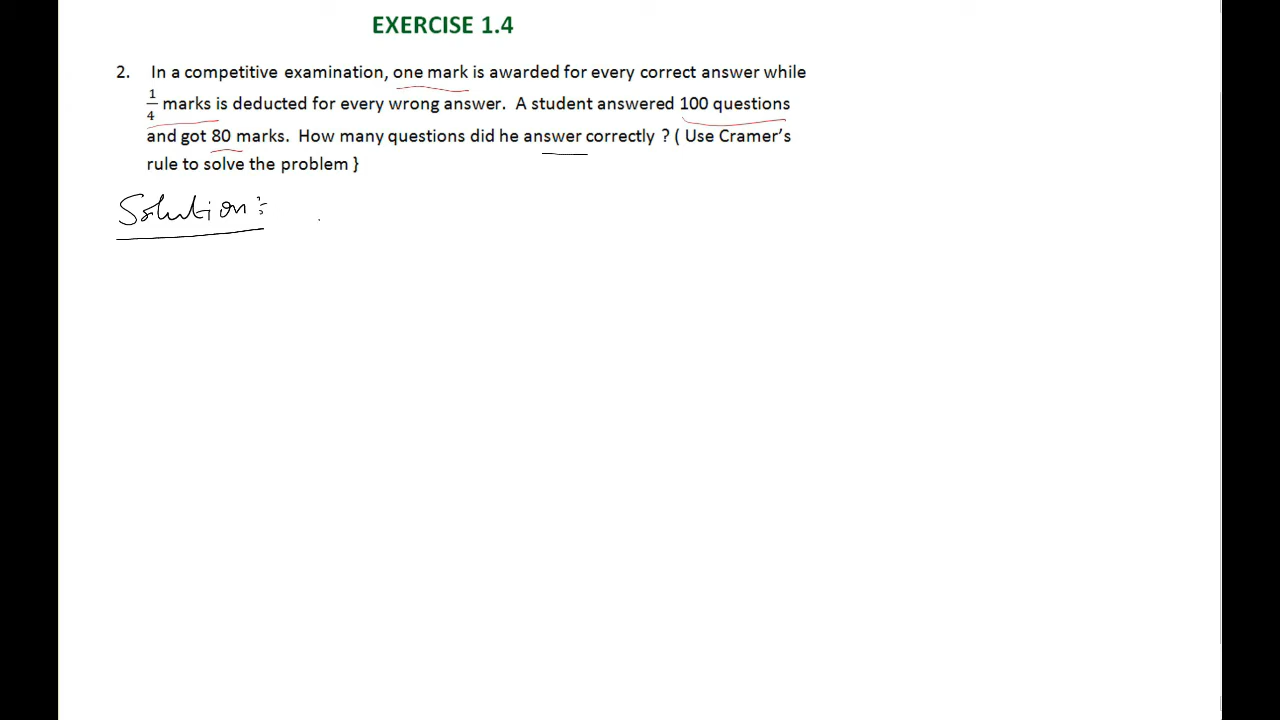 EXERCISE 1.4
2. In a competitive examination, one mark is awarded for every correct answer while
1/4 marks is deducted for every wrong answer. A student answered 100 questions
and got 80 marks. How many questions did he answer correctly ? ( Use Cramer's
rule to solve the problem }
Solution :-